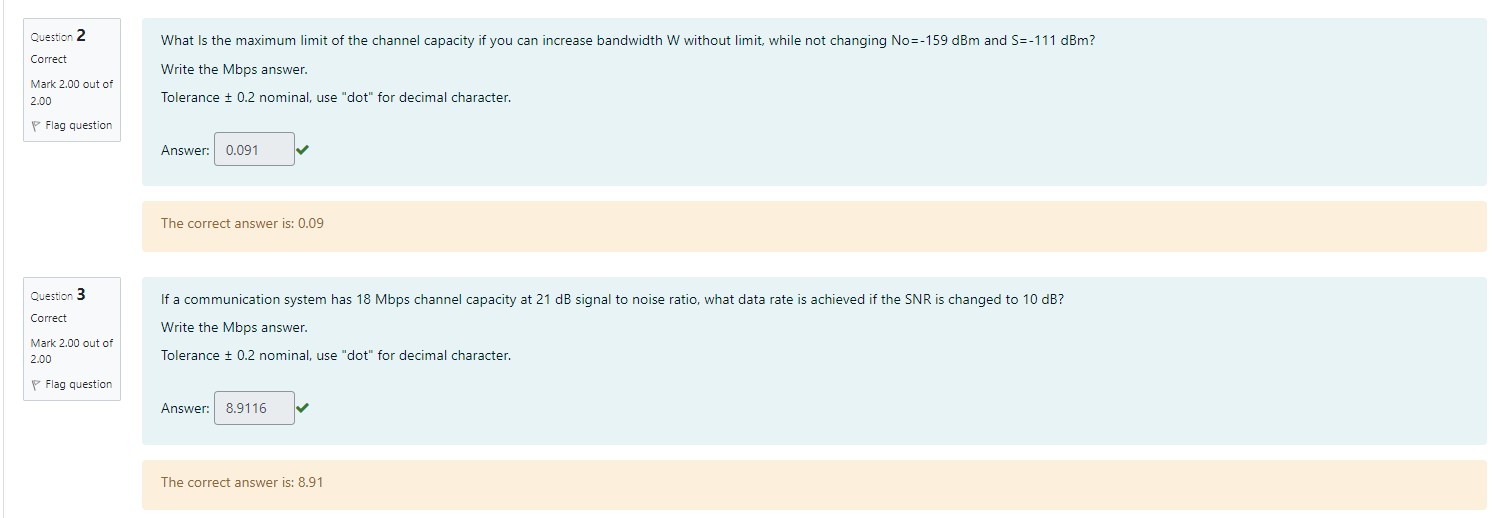 Question 2
Correct
Mark 2.00 out of
2.00
Flag question
What Is the maximum limit of the channel capacity if you can increase bandwidth W without limit, while not changing No=-159 dBm and S=-111 dBm?
Write the Mbps answer.
Tolerance ± 0.2 nominal, use "dot" for decimal character.
Answer: 0.091
The correct answer is: 0.09
Question 3
Correct
Mark 2.00 out of
2.00
Flag question
If a communication system has 18 Mbps channel capacity at 21 dB signal to noise ratio, what data rate is achieved if the SNR is changed to 10 dB?
Write the Mbps answer.
Tolerance ± 0.2 nominal, use "dot" for decimal character.
Answer: 8.9116
The correct answer is: 8.91